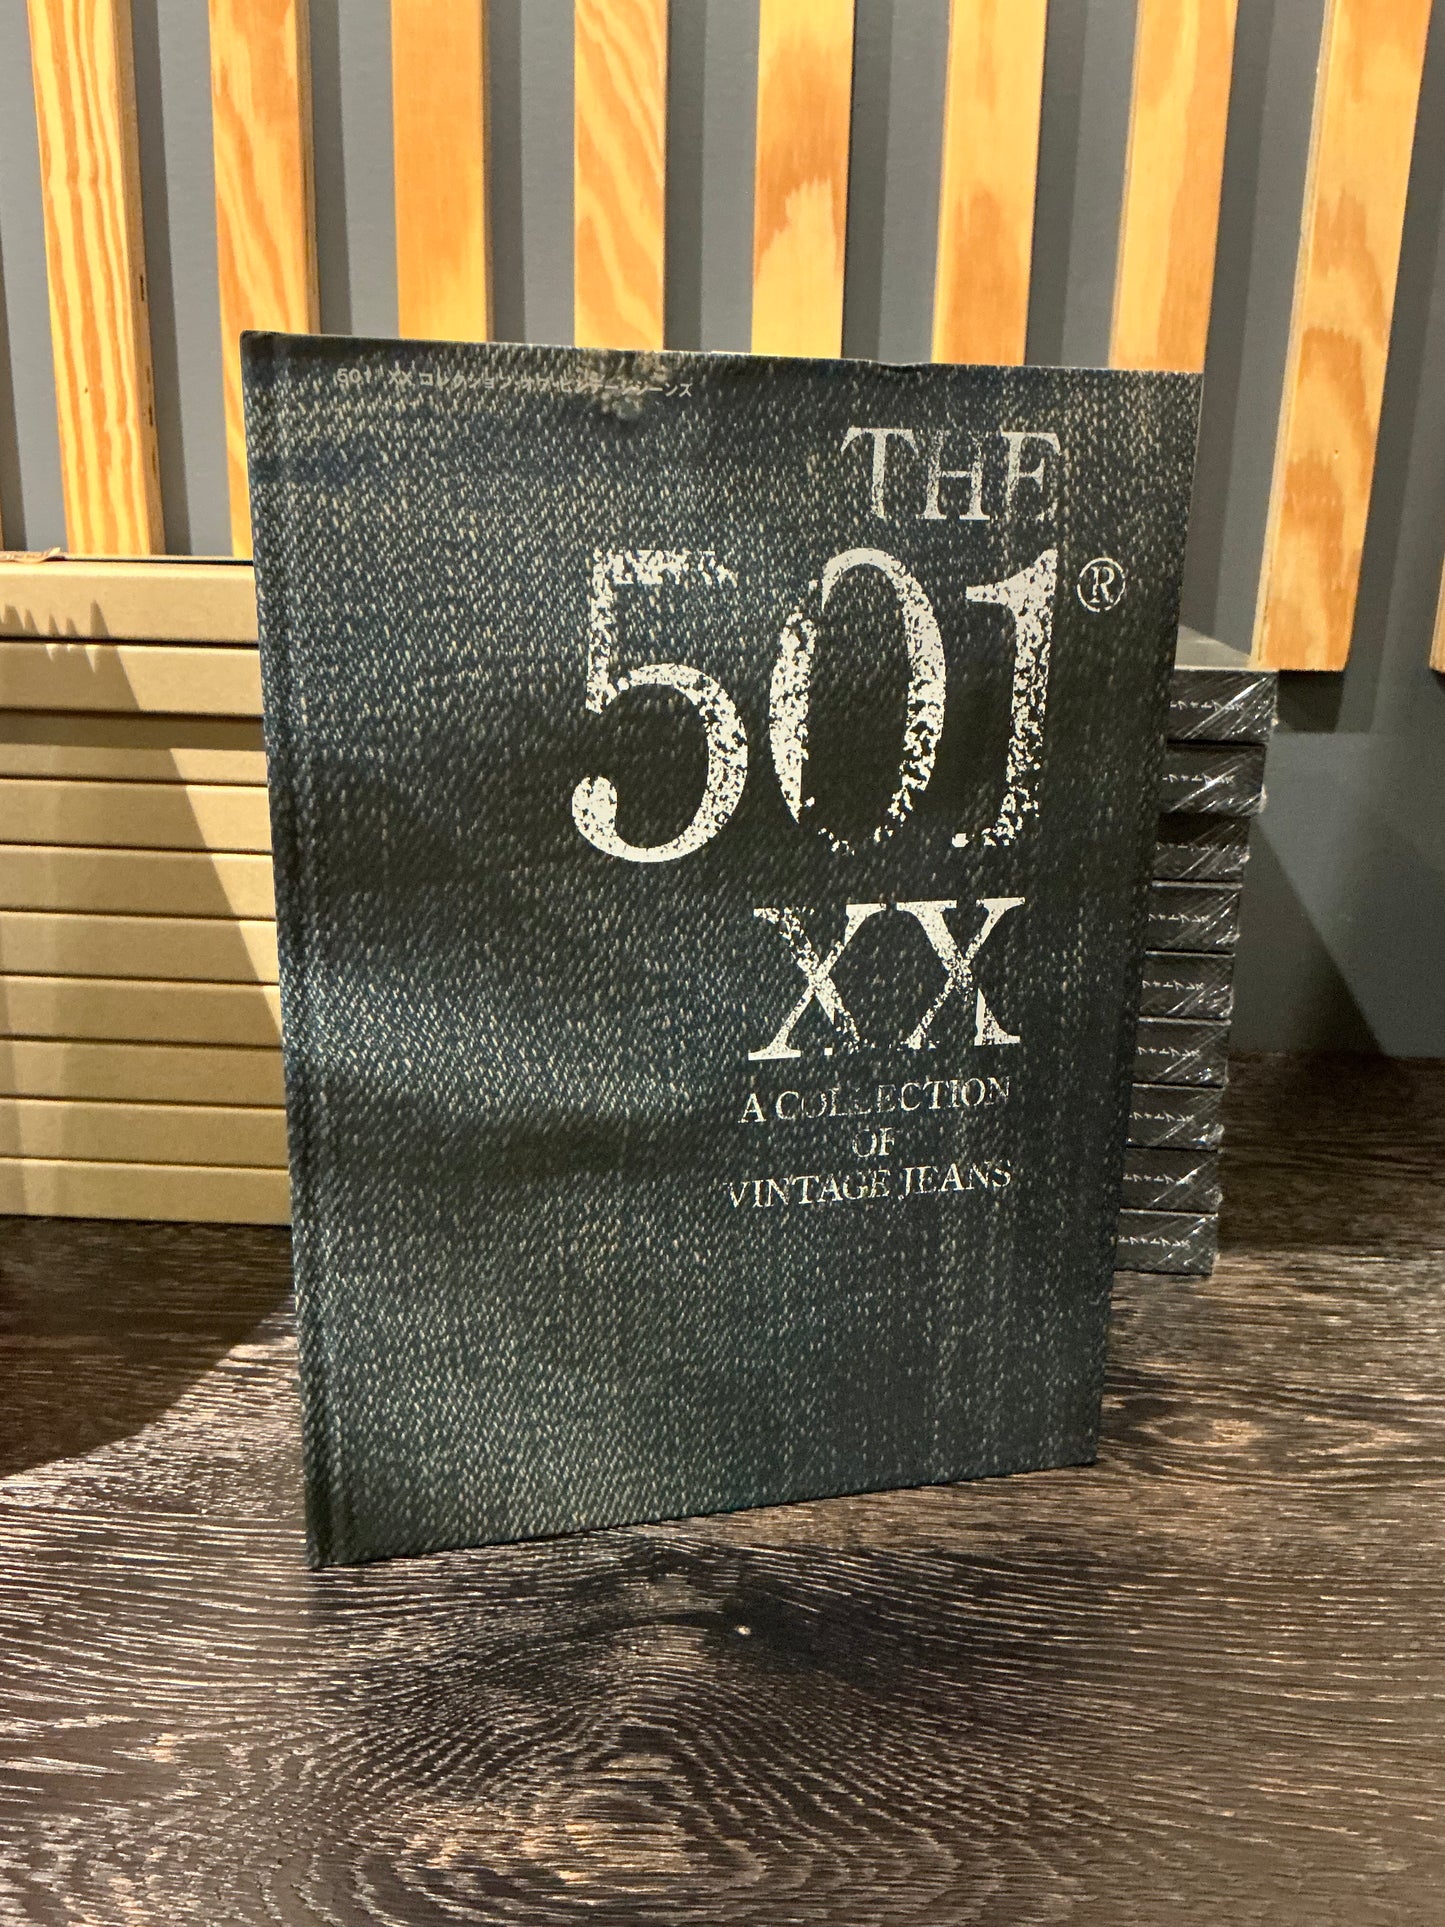 501 XX コレクション・オブ・ビンテージジーンズ
THE
501®
XX
A COLLECTION
OF
VINTAGE JEANS